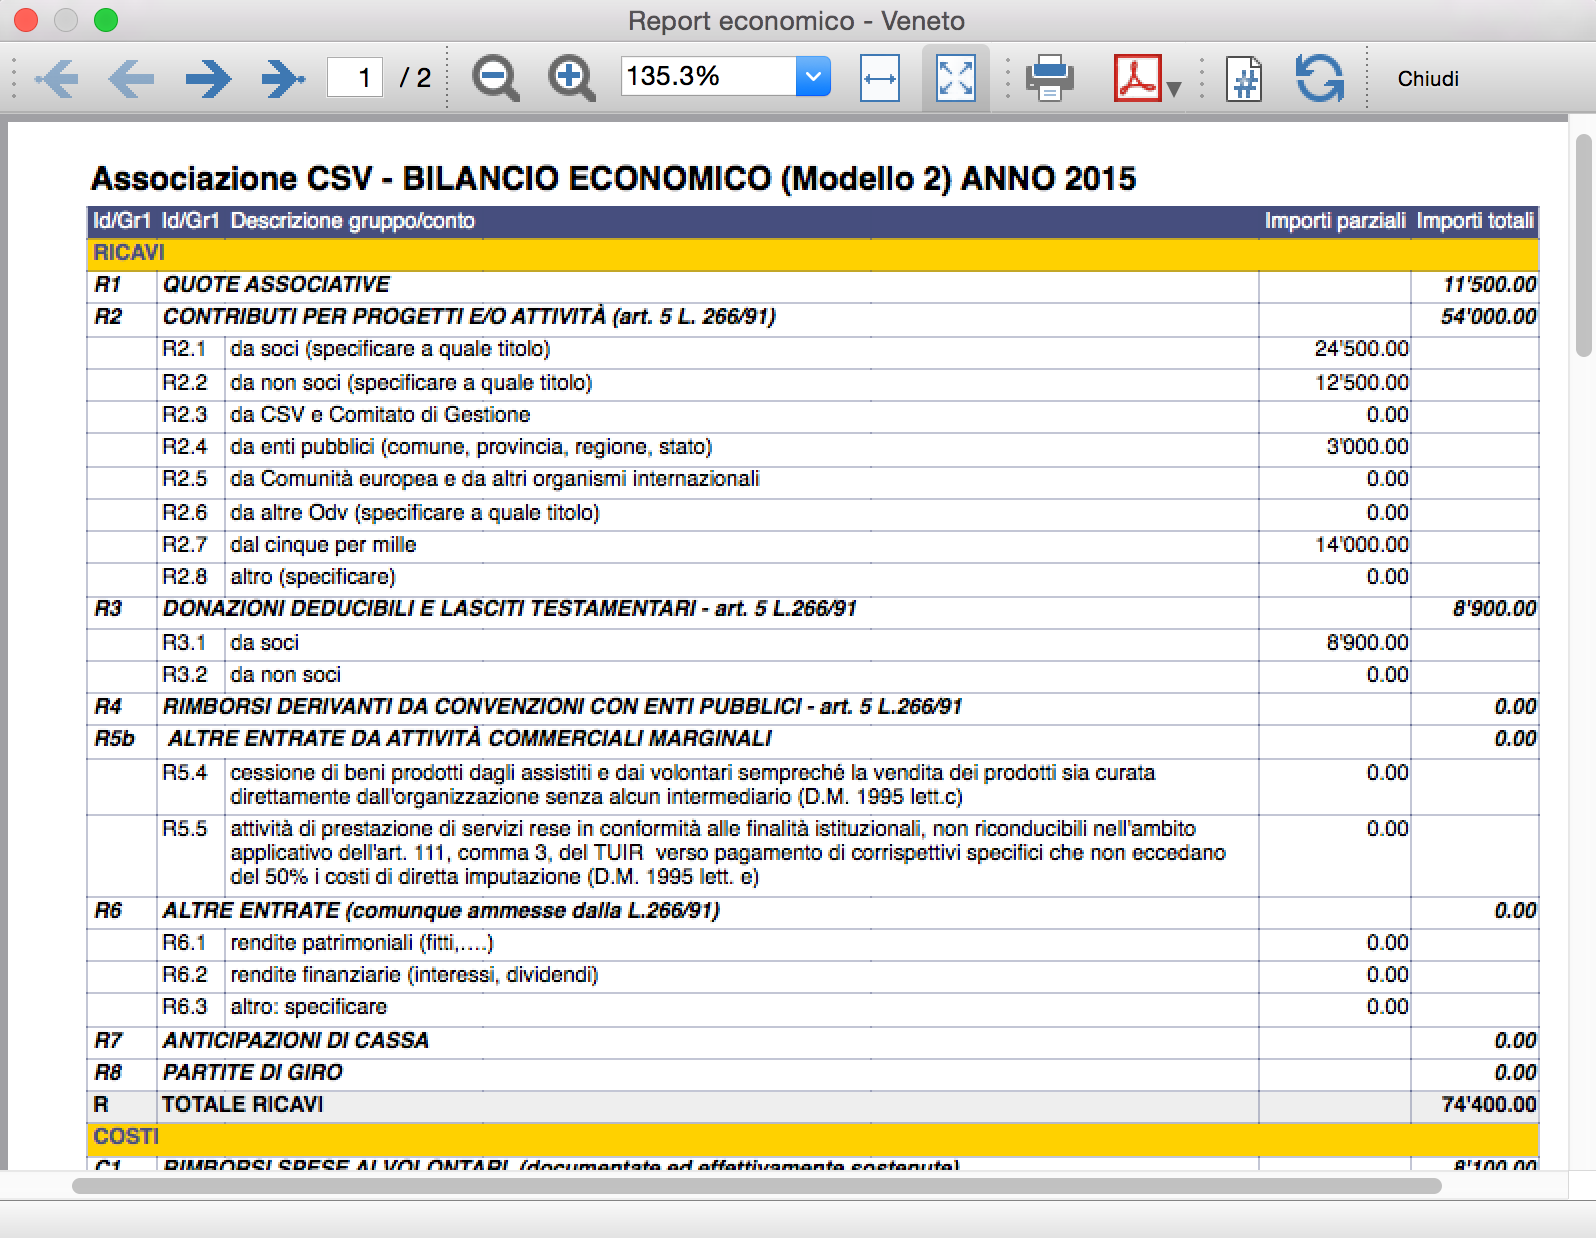 Report economico - Veneto
1 / 2 135.3% Chiudi
Associazione CSV - BILANCIO ECONOMICO (Modello 2) ANNO 2015
Id/Gr1 Id/Gr1 Descrizione gruppo/conto Importi parziali Importi totali
RICAVI
R1 QUOTE ASSOCIATIVE 11'500.00
R2 CONTRIBUTI PER PROGETTI E/O ATTIVITÀ (art. 5 L. 266/91) 54'000.00
R2.1 da soci (specificare a quale titolo) 24'500.00
R2.2 da non soci (specificare a quale titolo) 12'500.00
R2.3 da CSV e Comitato di Gestione 0.00
R2.4 da enti pubblici (comune, provincia, regione, stato) 3'000.00
R2.5 da Comunità europea e da altri organismi internazionali 0.00
R2.6 da altre Odv (specificare a quale titolo) 0.00
R2.7 dal cinque per mille 14'000.00
R2.8 altro (specificare) 0.00
R3 DONAZIONI DEDUCIBILI E LASCITI TESTAMENTARI - art. 5 L.266/91 8'900.00
R3.1 da soci 8'900.00
R3.2 da non soci 0.00
R4 RIMBORSI DERIVANTI DA CONVENZIONI CON ENTI PUBBLICI - art. 5 L.266/91 0.00
R5b ALTRE ENTRATE DA ATTIVITÀ COMMERCIALI MARGINALI 0.00
R5.4 cessione di beni prodotti dagli assistiti e dai volontari sempreché la vendita dei prodotti sia curata 0.00
direttamente dall'organizzazione senza alcun intermediario (D.M. 1995 lett.c)
R5.5 attività di prestazione di servizi rese in conformità alle finalità istituzionali, non riconducibili nell'ambito 0.00
applicativo dell'art. 111, comma 3, del TUIR verso pagamento di corrispettivi specifici che non eccedano
del 50% i costi di diretta imputazione (D.M. 1995 lett. e)
R6 ALTRE ENTRATE (comunque ammesse dalla L.266/91) 0.00
R6.1 rendite patrimoniali (fitti,....) 0.00
R6.2 rendite finanziarie (interessi, dividendi) 0.00
R6.3 altro: specificare 0.00
R7 ANTICIPAZIONI DI CASSA 0.00
R8 PARTITE DI GIRO 0.00
R TOTALE RICAVI 74'400.00
COSTI
C1 RIMBORSI SPESE AI VOLONTARI (documentate ed effettivamente sostenute) 8'100.00